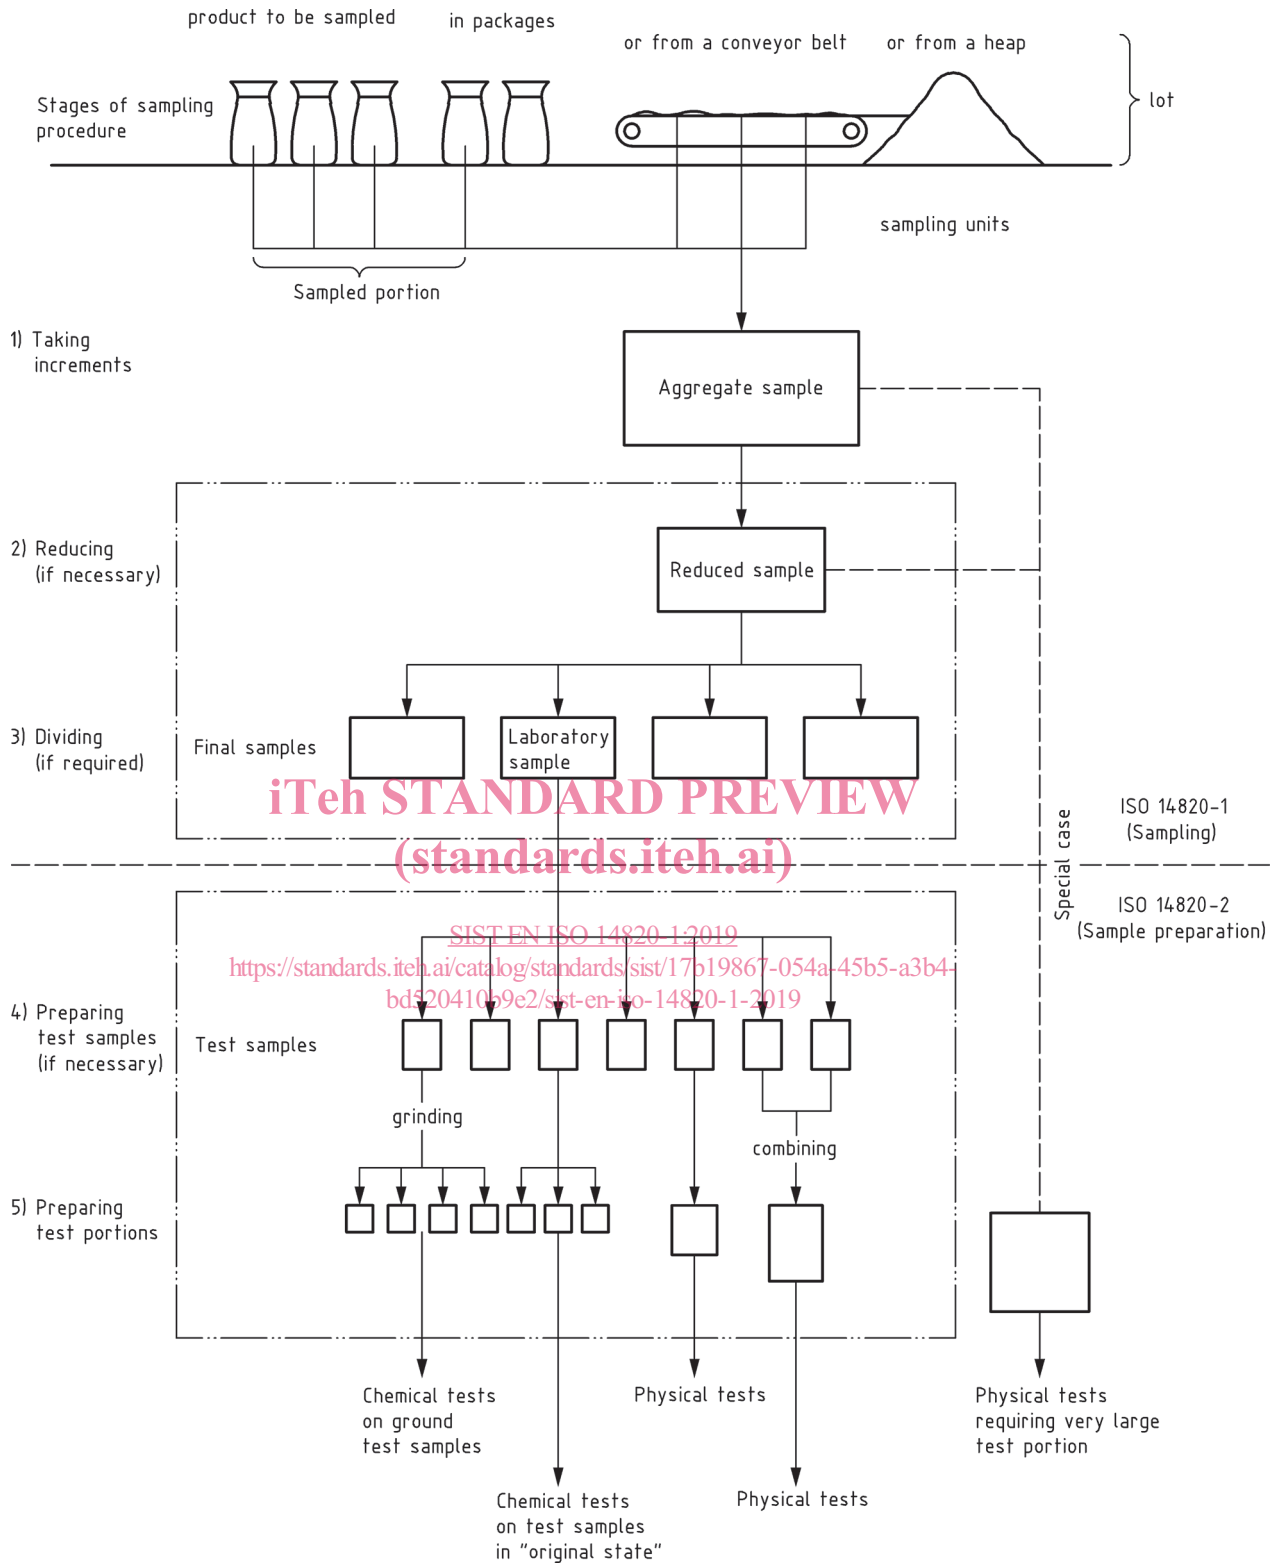 product to be sampled
in packages
or from a conveyor belt
or from a heap
Stages of sampling
procedure
lot
sampling units
Sampled portion
1) Taking
increments
Aggregate sample
2) Reducing
(if necessary)
Reduced sample
3) Dividing
(if required)
Final samples
Laboratory
sample
iTeh STANDARD PREVIEW
(standards.iteh.ai)
Special case
ISO 14820-1
(Sampling)
ISO 14820-2
(Sample preparation)
SIST EN ISO 14820-1:2019
https://standards.iteh.ai/catalog/standards/sist/17b19867-054a-45b5-a3b4-
bd520410b9e2/sist-en-iso-14820-1-2019
4) Preparing
test samples
(if necessary)
Test samples
grinding
combining
5) Preparing
test portions
Chemical tests
on ground
test samples
Physical tests
Physical tests
requiring very large
test portion
Chemical tests
on test samples
in "original state"
Physical tests